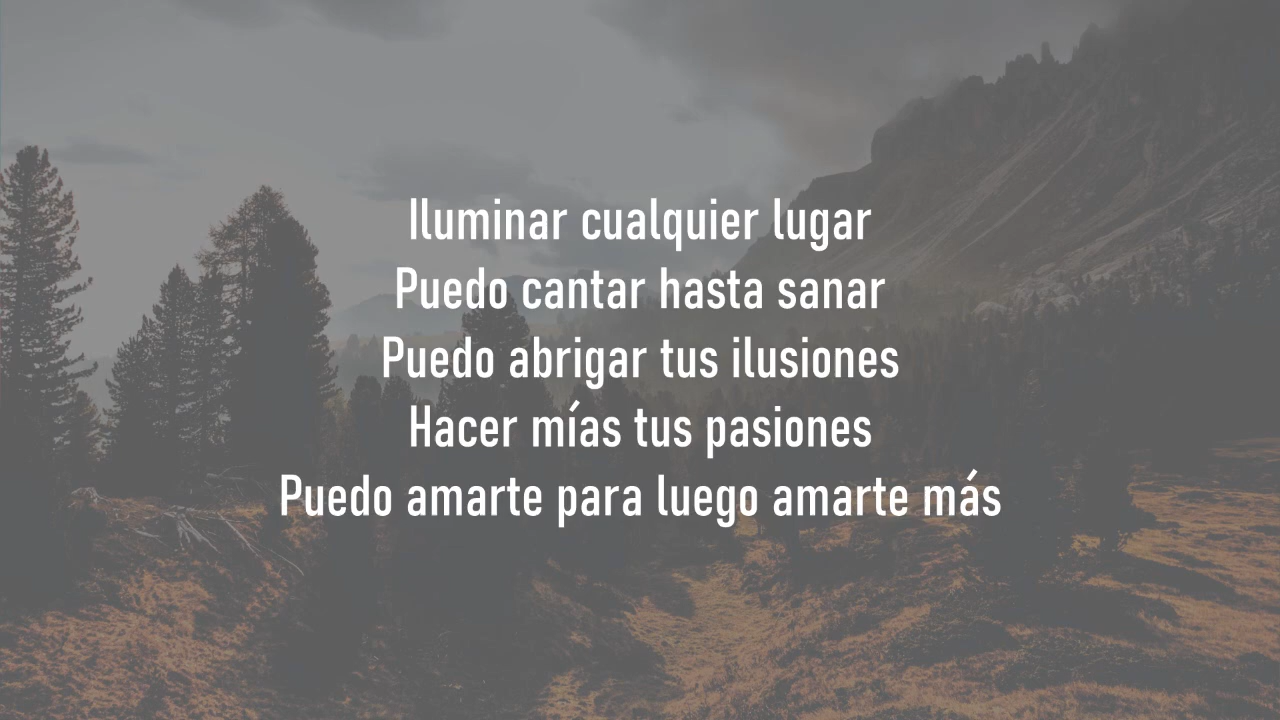 Iluminar cualquier lugar
Puedo cantar hasta sanar
Puedo abrigar tus ilusiones
Hacer mías tus pasiones
Puedo amarte para luego amarte más